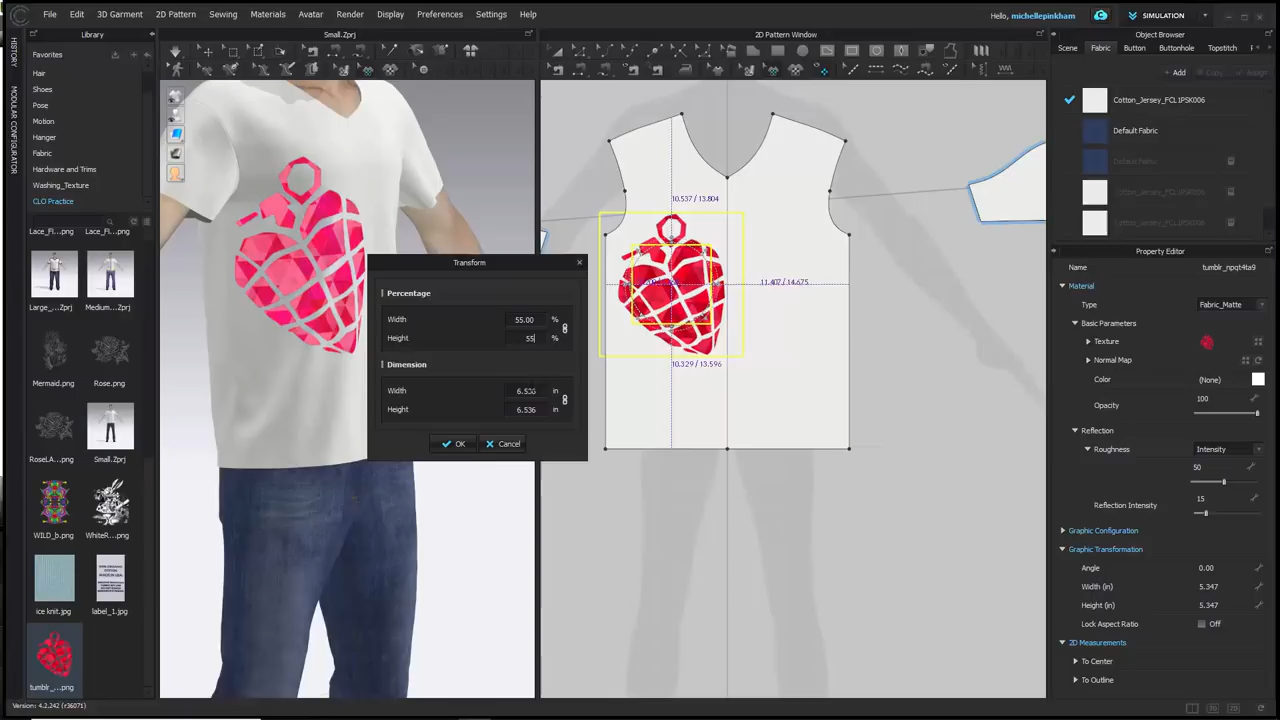 File Edit 3D Garment 2D Pattern Sewing Materials Avatar Render Display Preferences Settings Help
Hello, michellepinkham
SIMULATION
HISTORY
MODULAR CONFIGURATOR
Library
Small.Zprj
2D Pattern Window
Object Browser
Favorites
Hair
Shoes
Pose
Motion
Hanger
Fabric
Hardware and Trims
Washing_Texture
CLO Practice
Lace_Fl... Lace_Fl...
Large_...Zprj Medium...Zprj
Mermaid.png Rose.png
RoseLA...png Small.Zprj
WILD_b.png WhiteR...png
ice knit.jpg label_1.jpg
tumblr_...png
Transform
Percentage
Width 55.00 %
Height 55 %
Dimension
Width 6.536 in
Height 6.536 in
OK Cancel
10.537 / 13.804
11.407 / 14.675
10.329 / 13.596
Scene Fabric Button Buttonhole Topstitch
+ Add Copy Assign
Cotton_Jersey_FCL1PSK006
Default Fabric
Default Fabric
Cotton_Jersey_FCL1PSK006
Cotton_Jersey_FCL1PSK006
Property Editor
Name tumblr_npqt4ta9
Material
Type Fabric_Matte
Basic Parameters
Texture
Normal Map
Color (None)
Opacity 100
Reflection
Roughness Intensity
50
Reflection Intensity 15
Graphic Configuration
Graphic Transformation
Angle 0.00
Width (in) 5.347
Height (in) 5.347
Lock Aspect Ratio Off
2D Measurements
To Center
To Outline
Version: 4.2.242 (r36071)
3D 2D